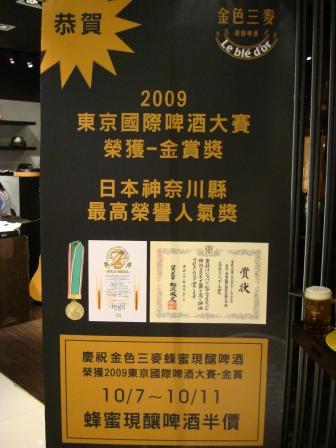 恭賀
金色三麥
Le blé d'or
2009
東京國際啤酒大賽
榮獲-金賞獎
日本神奈川縣
最高榮譽人氣獎
賞状
慶祝 金色三麥蜂蜜現釀啤酒
榮獲2009東京國際啤酒大賽-金賞
10/7～10/11
蜂蜜現釀啤酒半價